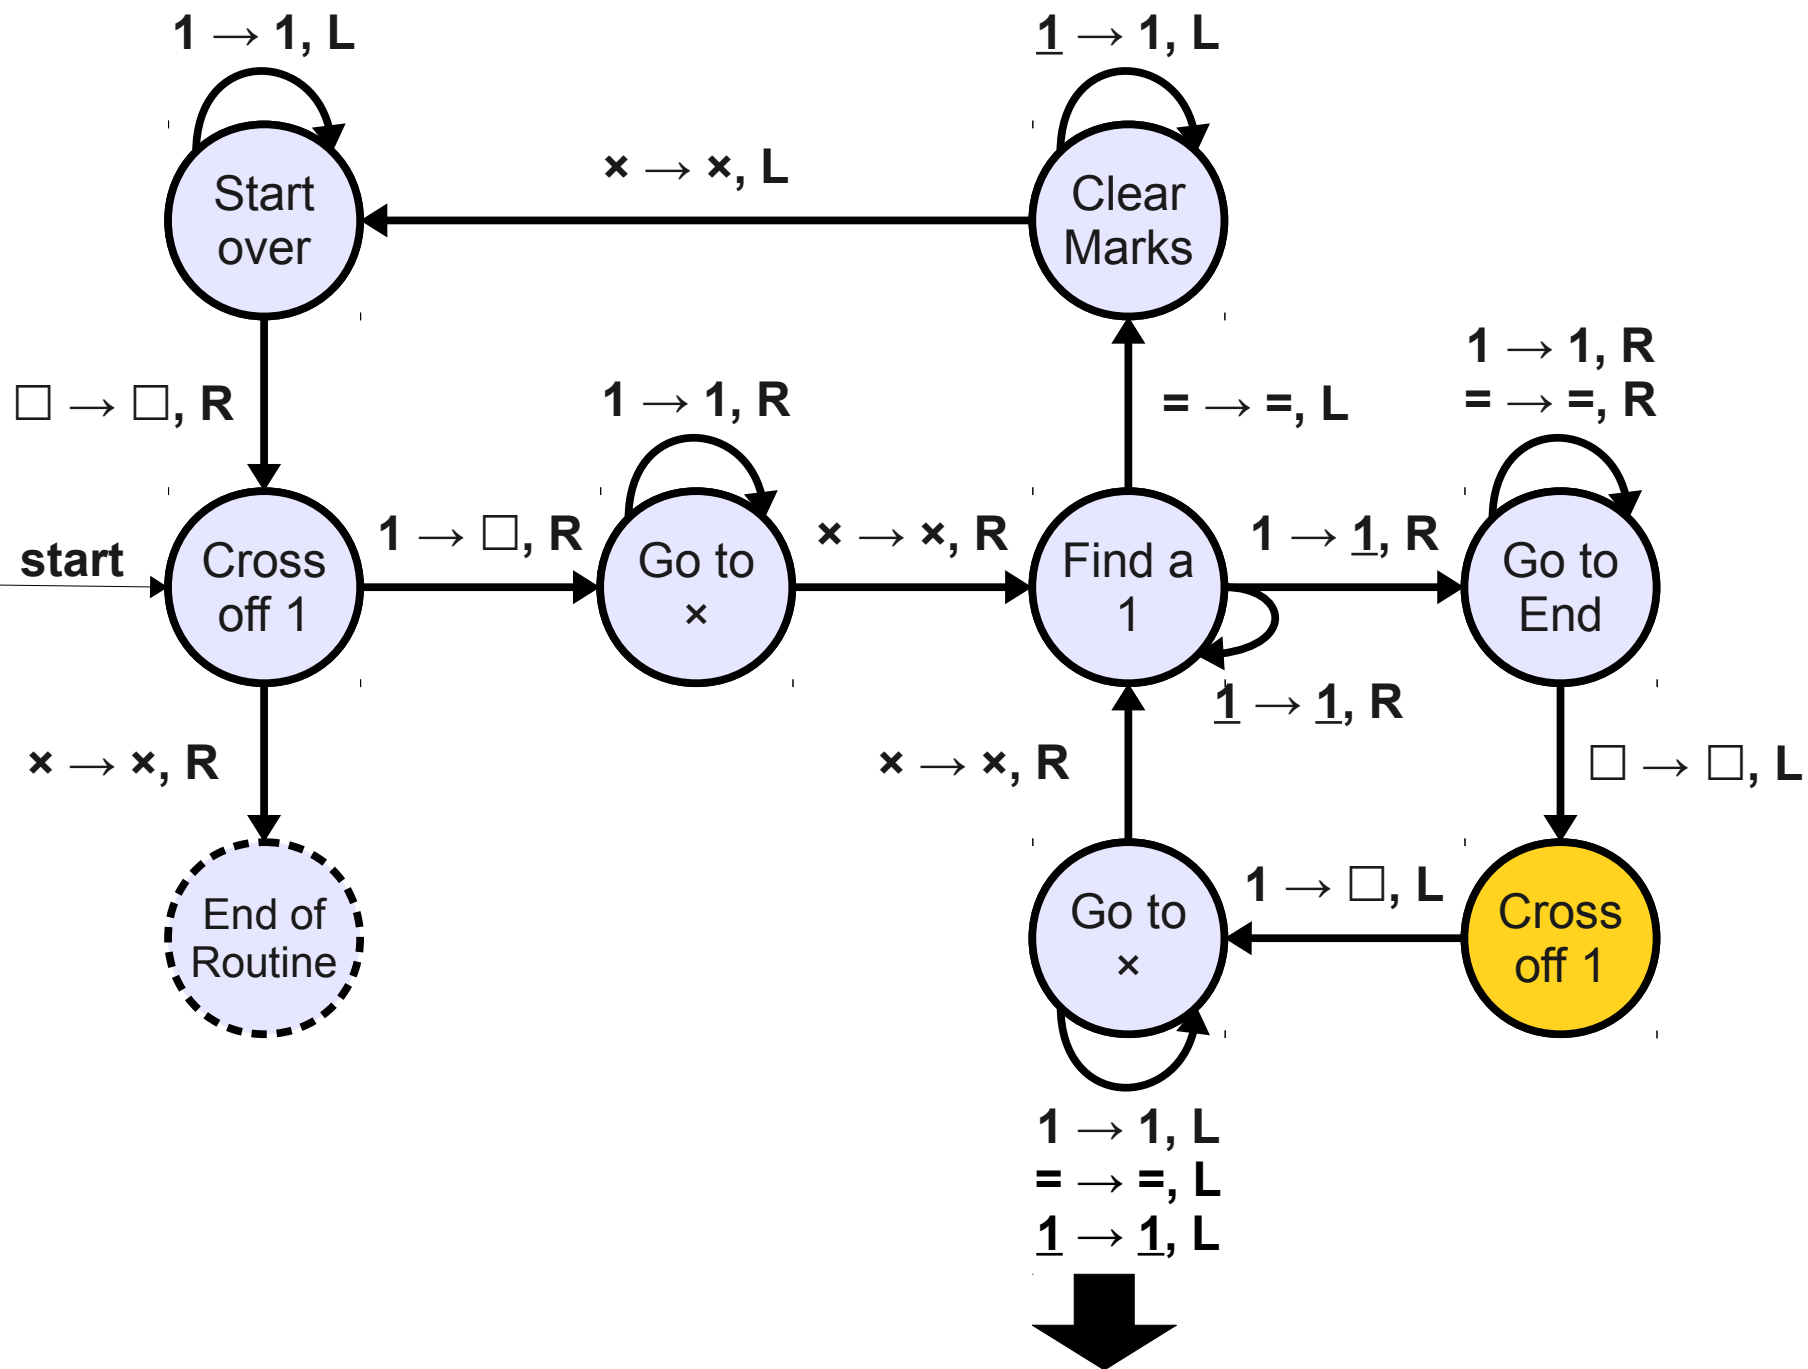 1 → 1, L
1 → 1, L
× → ×, L
Start
over
Clear
Marks
1 → 1, R
= → =, R
□ → □, R
1 → 1, R
= → =, L
start
Cross
off 1
1 → □, R
Go to
×
× → ×, R
Find a
1
1 → 1, R
Go to
End
1 → 1, R
× → ×, R
× → ×, R
□ → □, L
End of
Routine
Go to
×
1 → □, L
Cross
off 1
1 → 1, L
= → =, L
1 → 1, L